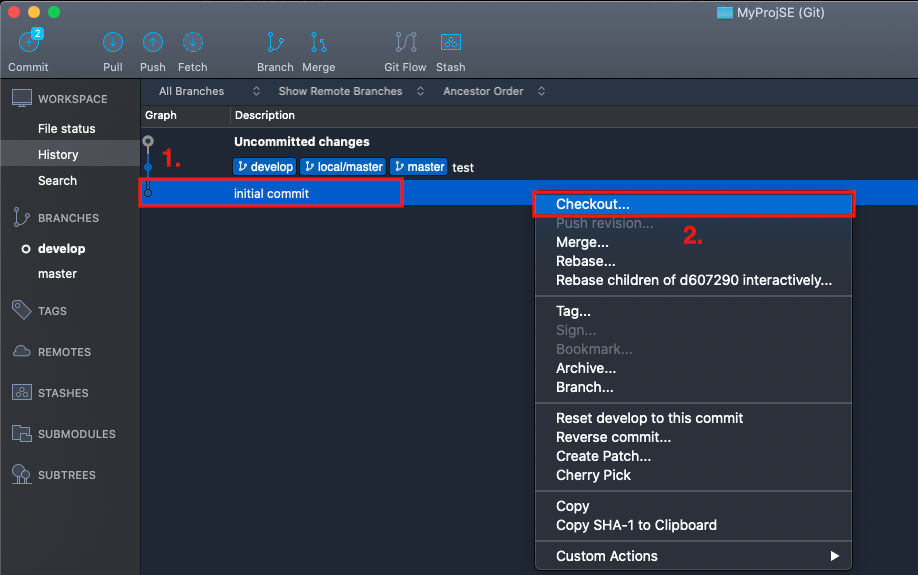 MyProjSE (Git)
2
Commit Pull Push Fetch Branch Merge Git Flow Stash
WORKSPACE
File status
History
Search
BRANCHES
develop
master
TAGS
REMOTES
STASHES
SUBMODULES
SUBTREES
All Branches Show Remote Branches Ancestor Order
Graph Description
Uncommitted changes
1.
develop local/master master test
initial commit
Checkout...
Push revision...
2.
Merge...
Rebase...
Rebase children of d607290 interactively...
Tag...
Sign...
Bookmark...
Archive...
Branch...
Reset develop to this commit
Reverse commit...
Create Patch...
Cherry Pick
Copy
Copy SHA-1 to Clipboard
Custom Actions